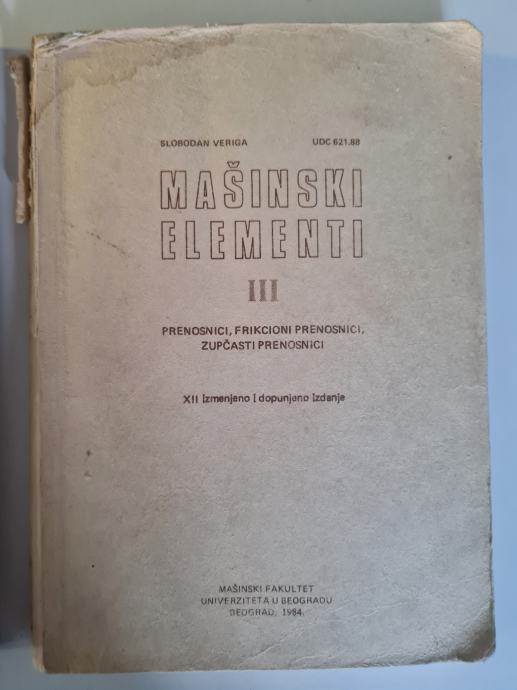 SLOBODAN VERIGA UDC 621.88
MAŠINSKI
ELEMENTI
III
PRENOSNICI, FRIKCIONI PRENOSNICI,
ZUPČASTI PRENOSNICI
XII Izmenjeno I dopunjeno Izdanje
MAŠINSKI FAKULTET
UNIVERZITETA U BEOGRADU
BEOGRAD, 1984.